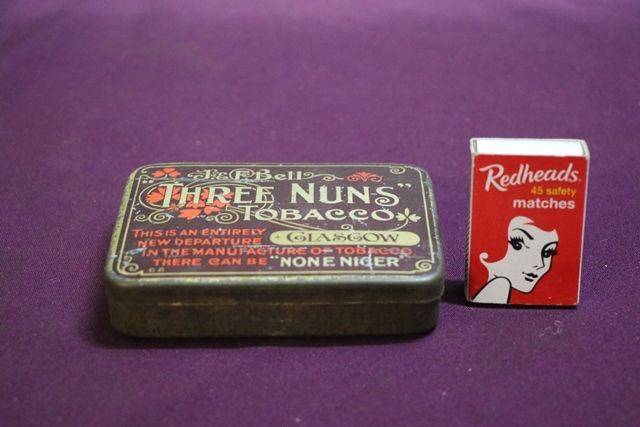 J. & F. Bell
"THREE NUNS"
TOBACCO
THIS IS AN ENTIRELY
NEW DEPARTURE
GLASGOW
IN THE MANUFACTURE OF TOBACCO
THERE CAN BE "NONE NICER"
Redheads.
45 safety
matches